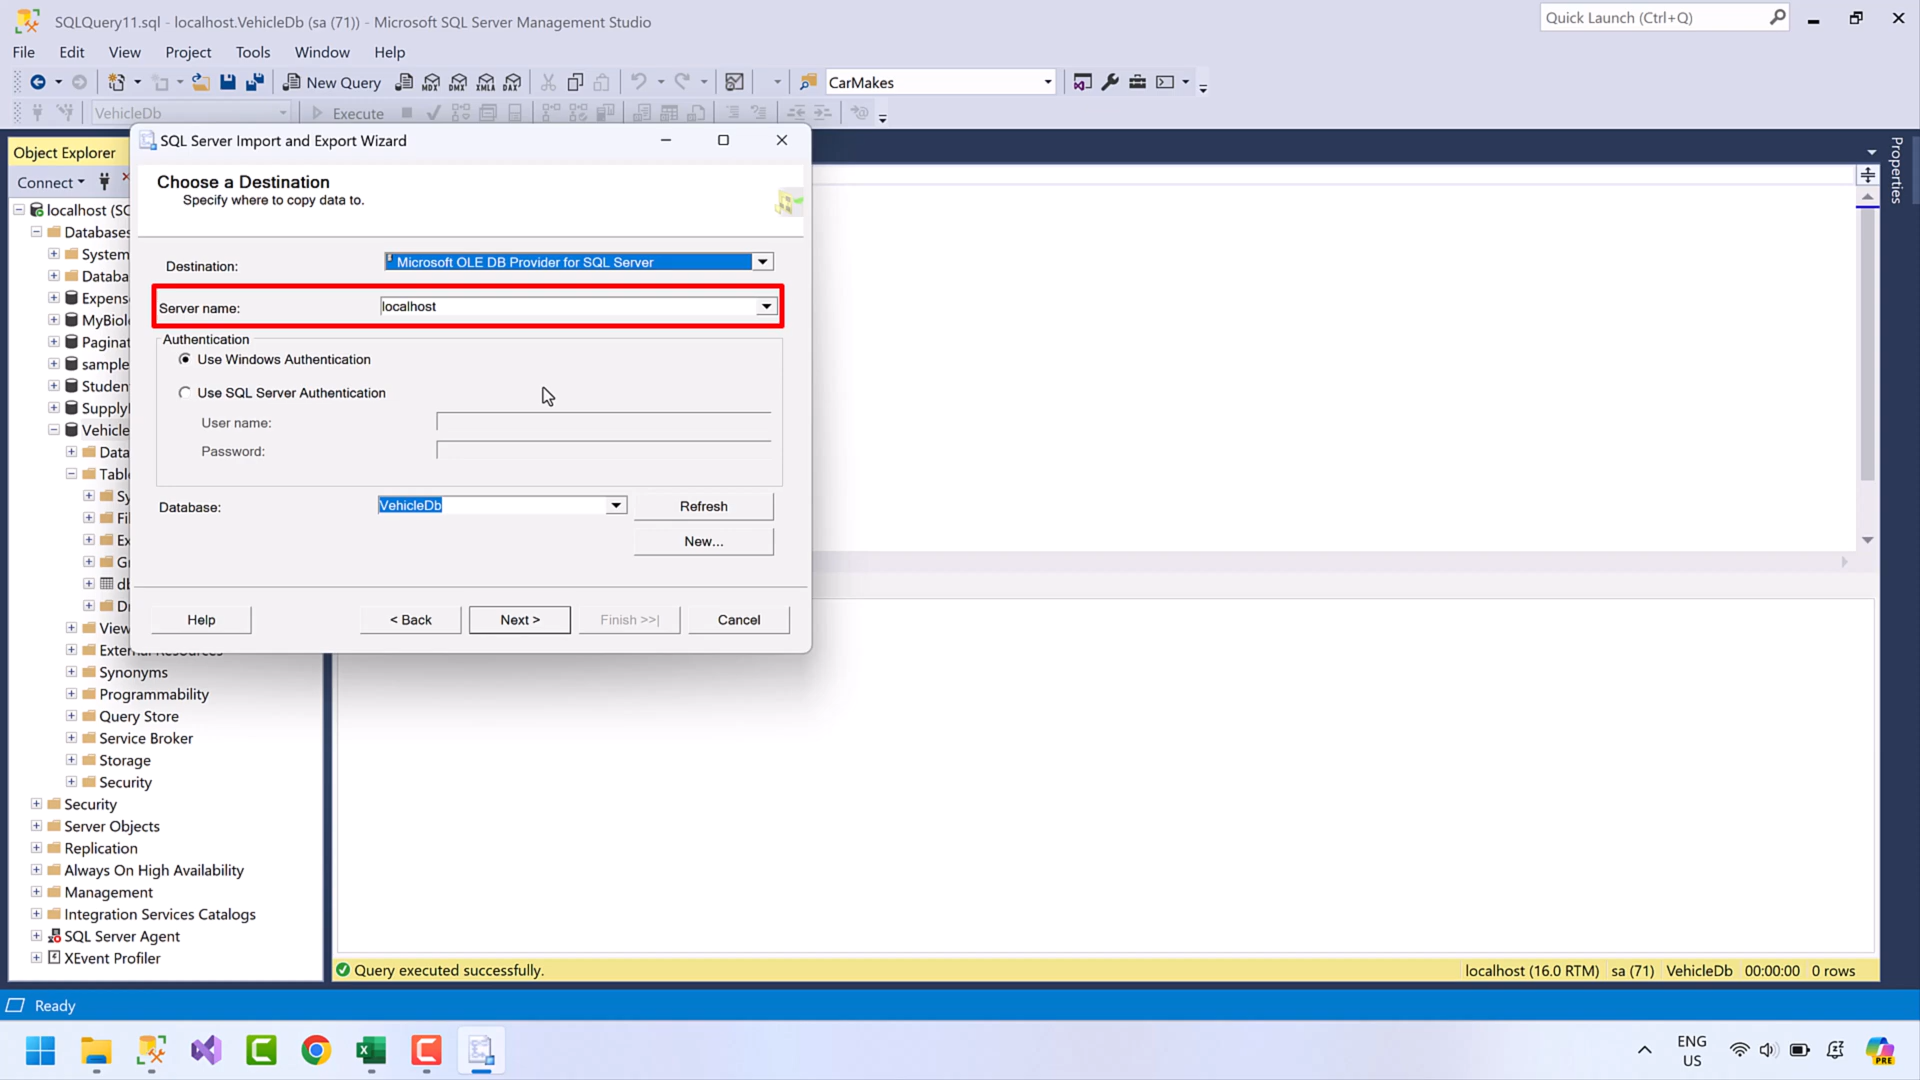 SQLQuery11.sql - localhost.VehicleDb (sa (71)) - Microsoft SQL Server Management Studio
Quick Launch (Ctrl+Q)
File Edit View Project Tools Window Help
New Query MDX DMX XMLA DAX CarMakes
VehicleDb Execute
Object Explorer
Connect
localhost (SC
Databases
System
Databa
Expens
MyBiol
Paginat
sample
Studen
Supply
Vehicle
Data
Tabl
Sy
Fi
Ex
G
db
D
View
External Resources
Synonyms
Programmability
Query Store
Service Broker
Storage
Security
Security
Server Objects
Replication
Always On High Availability
Management
Integration Services Catalogs
SQL Server Agent
XEvent Profiler
SQL Server Import and Export Wizard
Choose a Destination
Specify where to copy data to.
Destination: Microsoft OLE DB Provider for SQL Server
Server name: localhost
Authentication
Use Windows Authentication
Use SQL Server Authentication
User name:
Password:
Database: VehicleDb Refresh
New...
Help < Back Next > Finish >>| Cancel
Properties
Query executed successfully. localhost (16.0 RTM) sa (71) VehicleDb 00:00:00 0 rows
Ready
ENG
US
PRE